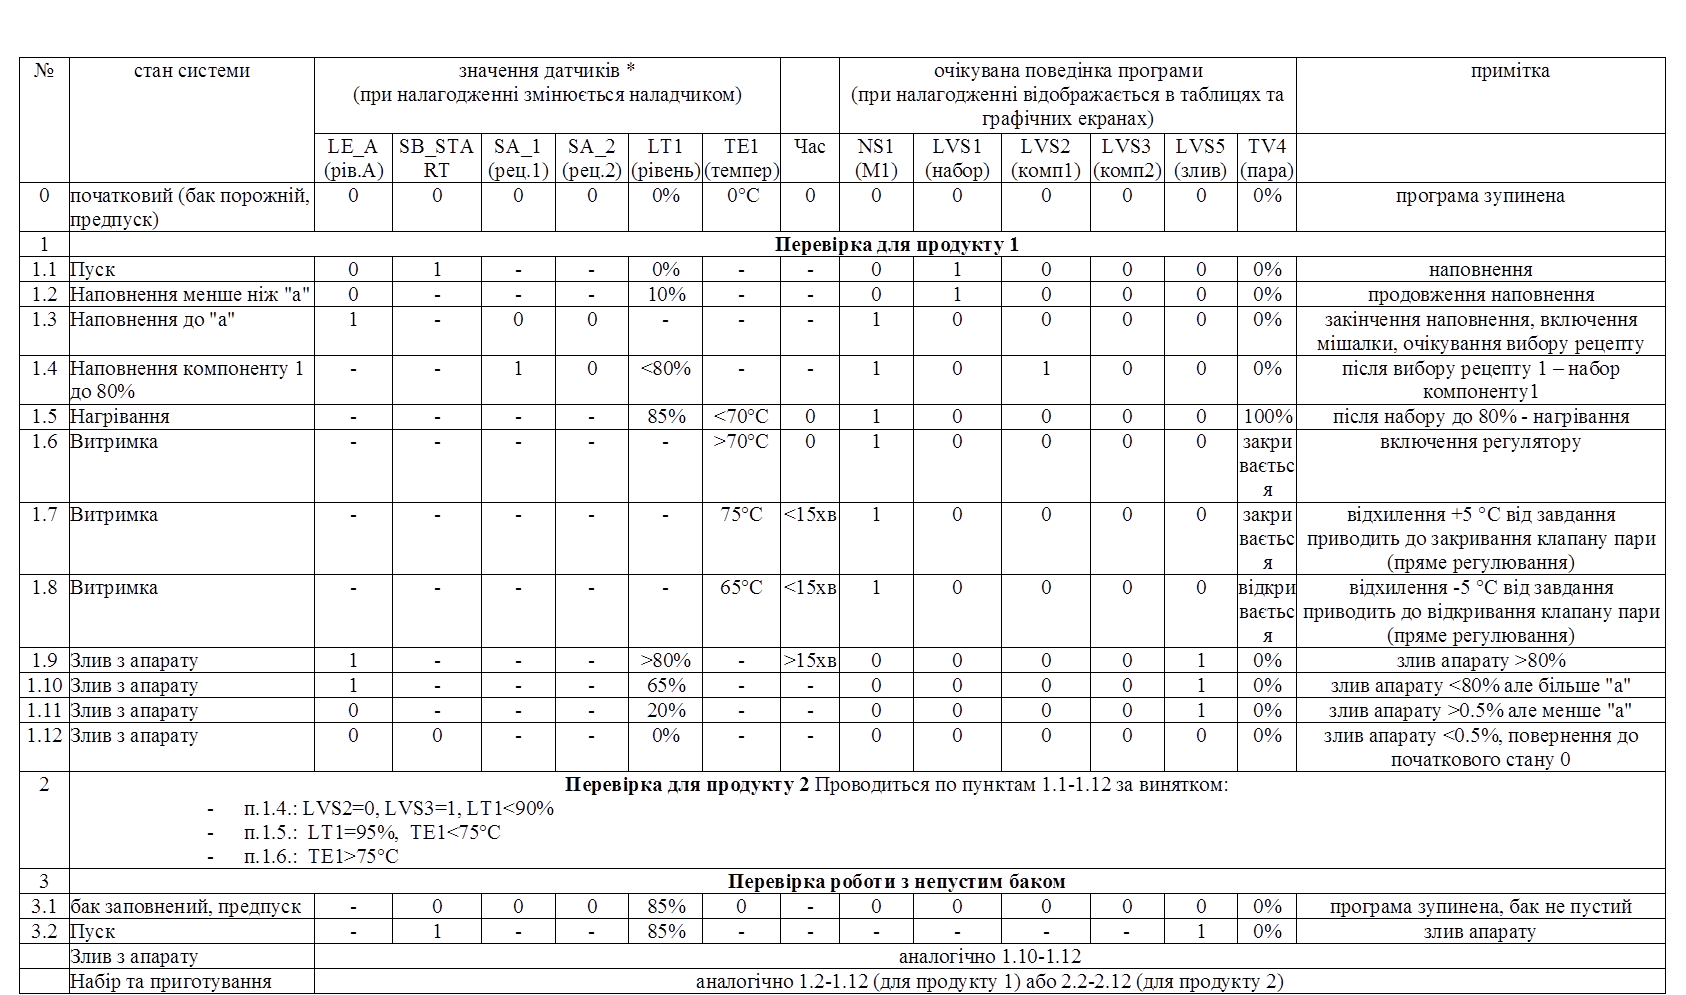 № стан системи значення датчиків * очікувана поведінка програми примітка
(при налагодженні змінюється наладчиком) (при налагодженні відображається в таблицях та
графічних екранах)
LE_A SB_STA SA_1 SA_2 LT1 TE1 Час NS1 LVS1 LVS2 LVS3 LVS5 TV4
(рів.А) RT (рец.1) (рец.2) (рівень) (темпер) (М1) (набор) (комп1) (комп2) (злив) (пара)
0 початковий (бак порожній, 0 0 0 0 0% 0°С 0 0 0 0 0 0 0% програма зупинена
предпуск)
1 Перевірка для продукту 1
1.1 Пуск 0 1 - - 0% - - 0 1 0 0 0 0% наповнення
1.2 Наповнення менше ніж "а" 0 - - - 10% - - 0 1 0 0 0 0% продовження наповнення
1.3 Наповнення до "а" 1 - 0 0 - - - 1 0 0 0 0 0% закінчення наповнення, включення
мішалки, очікування вибору рецепту
1.4 Наповнення компоненту 1 - - 1 0 <80% - - 1 0 1 0 0 0% після вибору рецепту 1 – набор
до 80% компоненту1
1.5 Нагрівання - - - - 85% <70°С 0 1 0 0 0 0 100% після набору до 80% - нагрівання
1.6 Витримка - - - - - >70°С 0 1 0 0 0 0 закри включення регулятору
ваєтьс
я
1.7 Витримка - - - - - 75°С <15хв 1 0 0 0 0 закри відхилення +5 °С від завдання
ваєтьс приводить до закривання клапану пари
я (пряме регулювання)
1.8 Витримка - - - - - 65°С <15хв 1 0 0 0 0 відкри відхилення -5 °С від завдання
ваєтьс приводить до відкривання клапану пари
я (пряме регулювання)
1.9 Злив з апарату 1 - - - >80% - >15хв 0 0 0 0 1 0% злив апарату >80%
1.10 Злив з апарату 1 - - - 65% - - 0 0 0 0 1 0% злив апарату <80% але більше "а"
1.11 Злив з апарату 0 - - - 20% - - 0 0 0 0 1 0% злив апарату >0.5% але менше "а"
1.12 Злив з апарату 0 0 - - 0% - - 0 0 0 0 0 0% злив апарату <0.5%, повернення до
початкового стану 0
2 Перевірка для продукту 2 Проводиться по пунктам 1.1-1.12 за винятком:
- п.1.4.: LVS2=0, LVS3=1, LT1<90%
- п.1.5.: LT1=95%, TE1<75°С
- п.1.6.: TE1>75°С
3 Перевірка роботи з непустим баком
3.1 бак заповнений, предпуск - 0 0 0 85% 0 - 0 0 0 0 0 0% програма зупинена, бак не пустий
3.2 Пуск - 1 - - 85% - - - - - - 1 0% злив апарату
Злив з апарату аналогічно 1.10-1.12
Набір та приготування аналогічно 1.2-1.12 (для продукту 1) або 2.2-2.12 (для продукту 2)